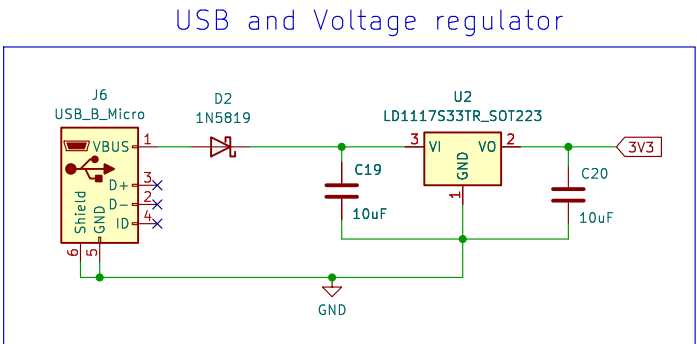 USB and Voltage regulator
J6
USB_B_Micro
D2
1N5819
U2
LD1117S33TR_SOT223
VBUS 1
D+ 3
D- 2
ID 4
Shield
GND
6 5
3 VI
VO 2
GND
1
C19
10uF
C20
10uF
3V3
GND